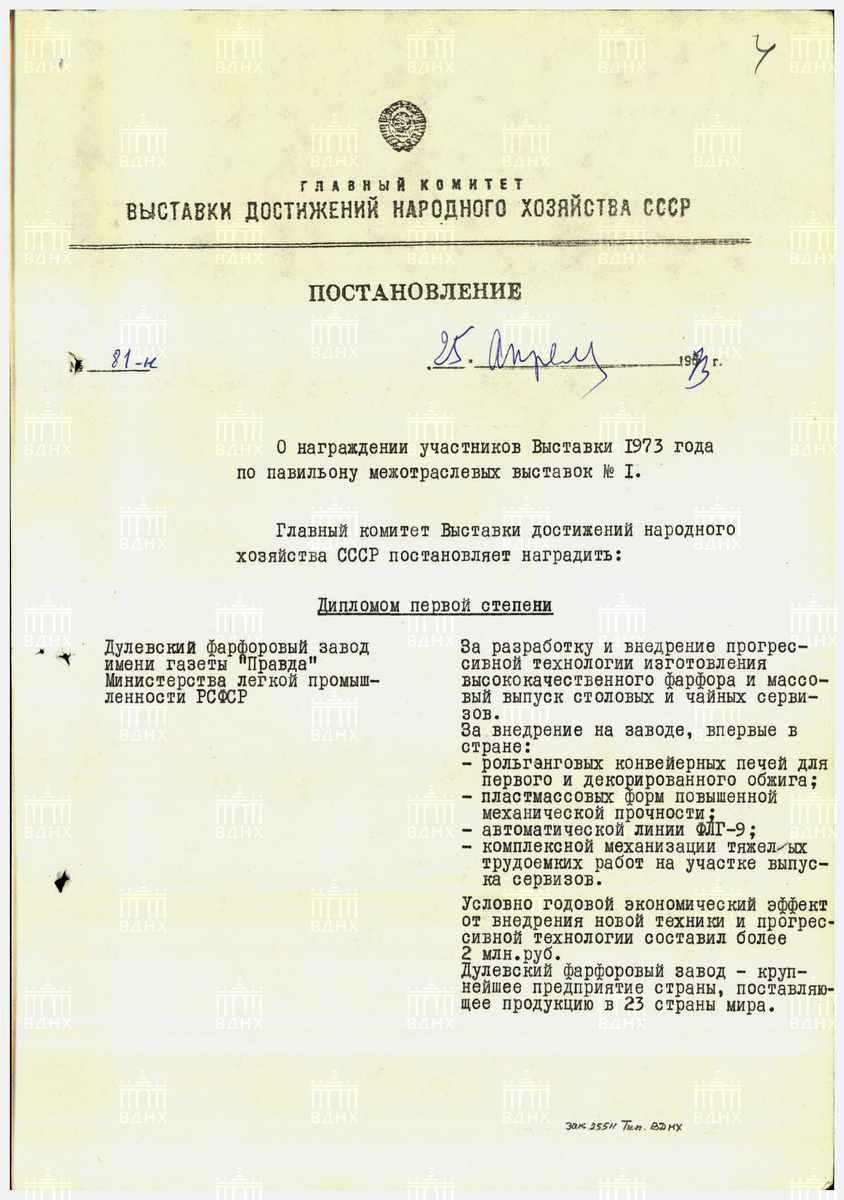 4
ГЛАВНЫЙ КОМИТЕТ
ВЫСТАВКИ ДОСТИЖЕНИЙ НАРОДНОГО ХОЗЯЙСТВА СССР
ПОСТАНОВЛЕНИЕ
№ 81-н 25. Апреля 1973 г.
О награждении участников Выставки 1973 года
по павильону межотраслевых выставок № I.
Главный комитет Выставки достижений народного
хозяйства СССР постановляет наградить:
Дипломом первой степени
Дулевский фарфоровый завод
имени газеты "Правда"
Министерства легкой промыш-
ленности РСФСР
За разработку и внедрение прогрес-
сивной технологии изготовления
высококачественного фарфора и массо-
вый выпуск столовых и чайных серви-
зов.
За внедрение на заводе, впервые в
стране:
- рольганговых конвейерных печей для
первого и декорированного обжига;
- пластмассовых форм повышенной
механической прочности;
- автоматической линии ФЛГ-9;
- комплексной механизации тяжелых
трудоемких работ на участке выпус-
ка сервизов.
Условно годовой экономический эффект
от внедрения новой техники и прогрес-
сивной технологии составил более
2 млн.руб.
Дулевский фарфоровый завод - круп-
нейшее предприятие страны, поставляю-
щее продукцию в 23 страны мира.
Зак. 2554 Тип. ВДНХ